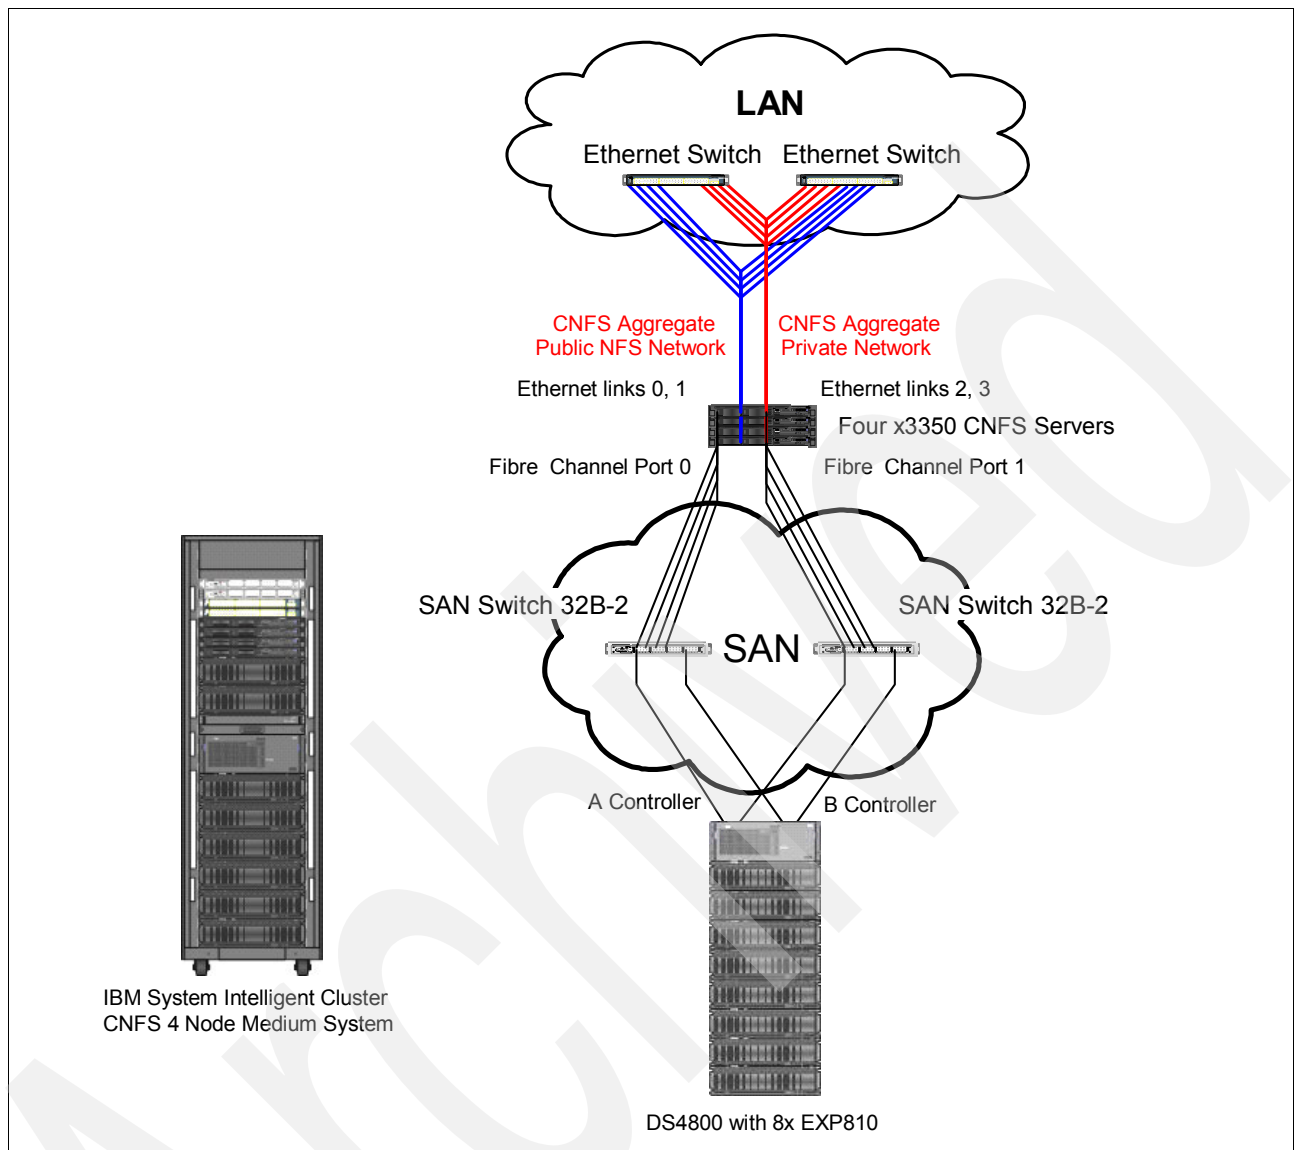 LAN
Ethernet Switch
Ethernet Switch
CNFS Aggregate
Public NFS Network
CNFS Aggregate
Private Network
Ethernet links 0, 1
Ethernet links 2, 3
Four x3350 CNFS Servers
Fibre Channel Port 0
Fibre Channel Port 1
SAN Switch 32B-2
SAN Switch 32B-2
SAN
A Controller
B Controller
IBM System Intelligent Cluster
CNFS 4 Node Medium System
DS4800 with 8x EXP810
Archived